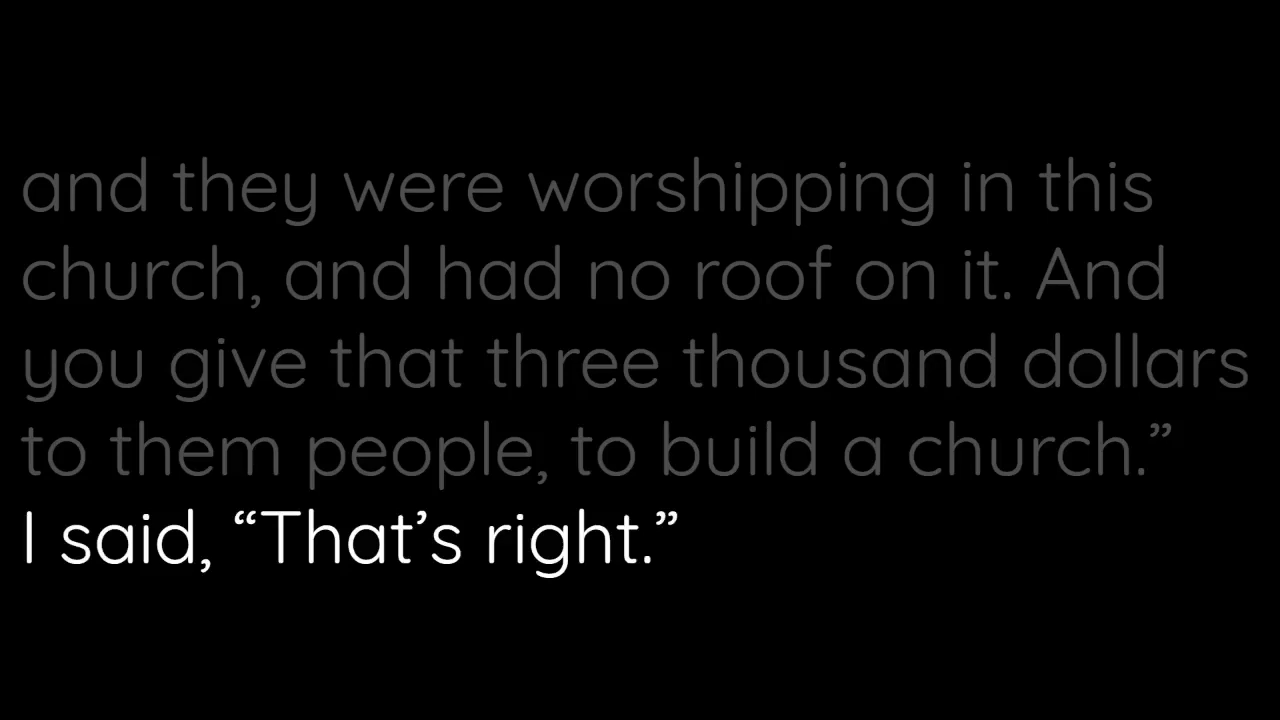 and they were worshipping in this
church, and had no roof on it. And
you give that three thousand dollars
to them people, to build a church.”
I said, “That’s right.”